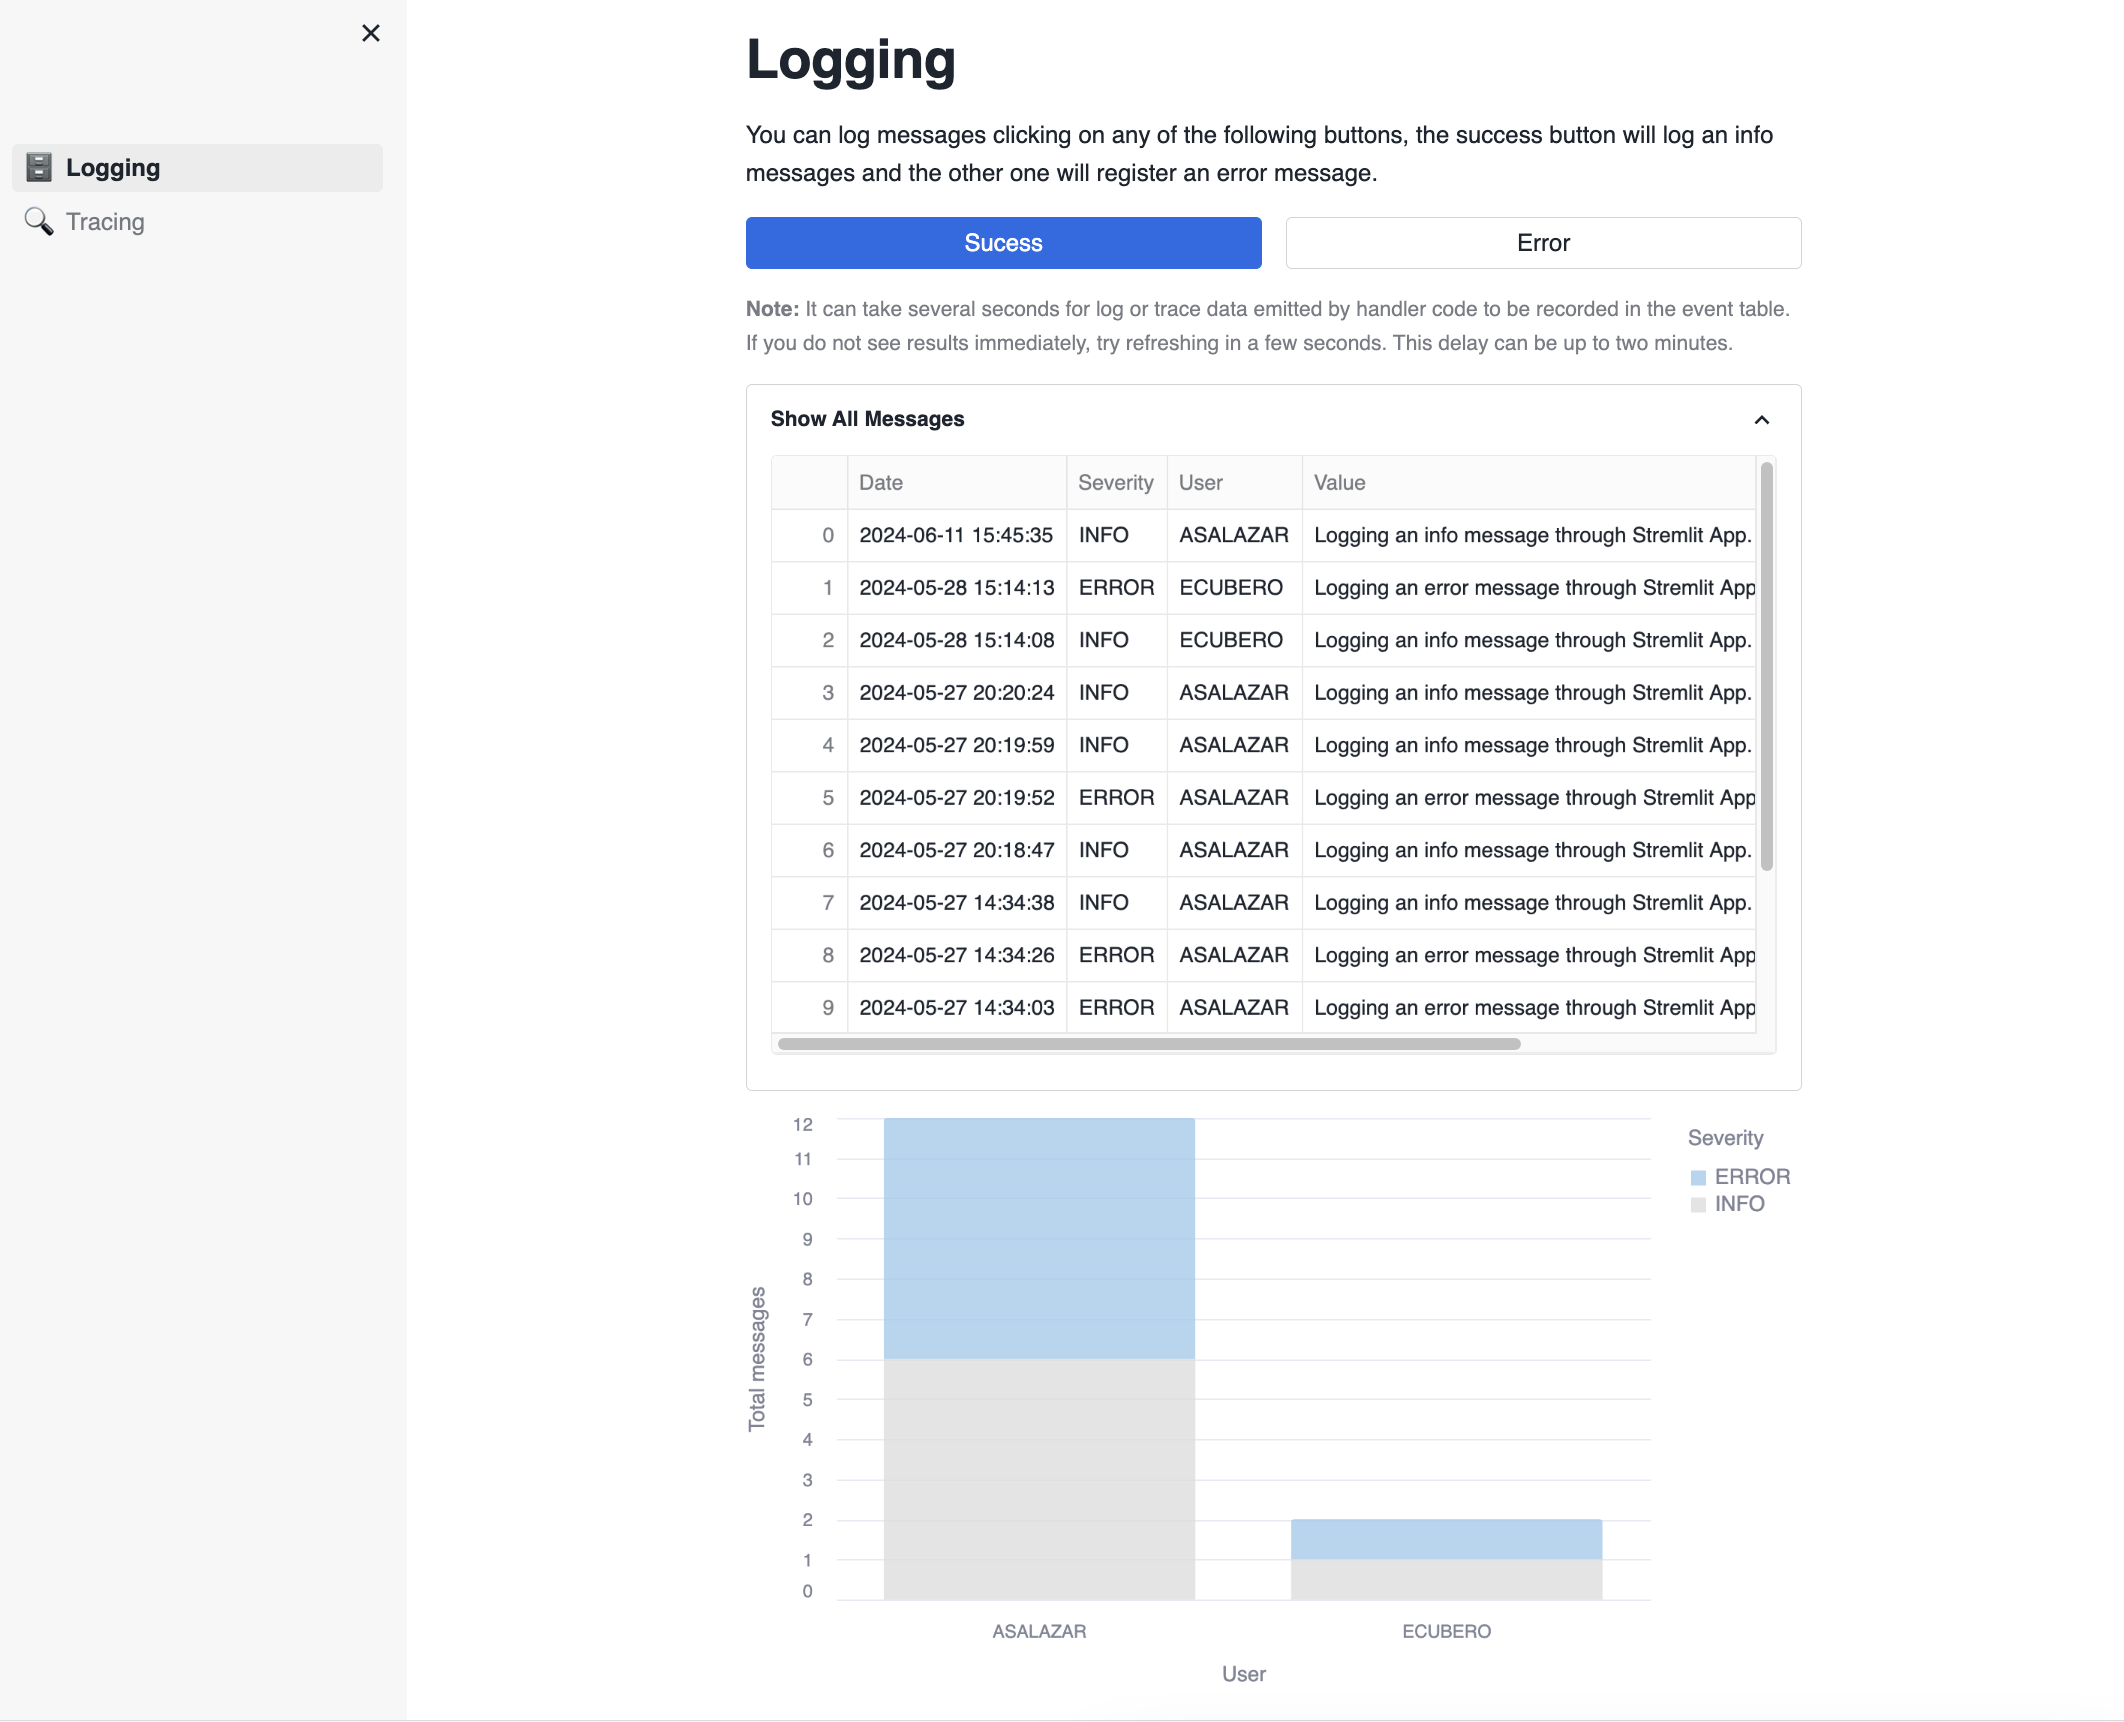 Logging
Tracing
Logging
You can log messages clicking on any of the following buttons, the success button will log an info
messages and the other one will register an error message.
Sucess Error
Note: It can take several seconds for log or trace data emitted by handler code to be recorded in the event table.
If you do not see results immediately, try refreshing in a few seconds. This delay can be up to two minutes.
Show All Messages
Date Severity User Value
0 2024-06-11 15:45:35 INFO ASALAZAR Logging an info message through Stremlit App.
1 2024-05-28 15:14:13 ERROR ECUBERO Logging an error message through Stremlit App
2 2024-05-28 15:14:08 INFO ECUBERO Logging an info message through Stremlit App.
3 2024-05-27 20:20:24 INFO ASALAZAR Logging an info message through Stremlit App.
4 2024-05-27 20:19:59 INFO ASALAZAR Logging an info message through Stremlit App.
5 2024-05-27 20:19:52 ERROR ASALAZAR Logging an error message through Stremlit App
6 2024-05-27 20:18:47 INFO ASALAZAR Logging an info message through Stremlit App.
7 2024-05-27 14:34:38 INFO ASALAZAR Logging an info message through Stremlit App.
8 2024-05-27 14:34:26 ERROR ASALAZAR Logging an error message through Stremlit App
9 2024-05-27 14:34:03 ERROR ASALAZAR Logging an error message through Stremlit App
Total messages
12
11
10
9
8
7
6
5
4
3
2
1
0
ASALAZAR ECUBERO
User
Severity
ERROR
INFO